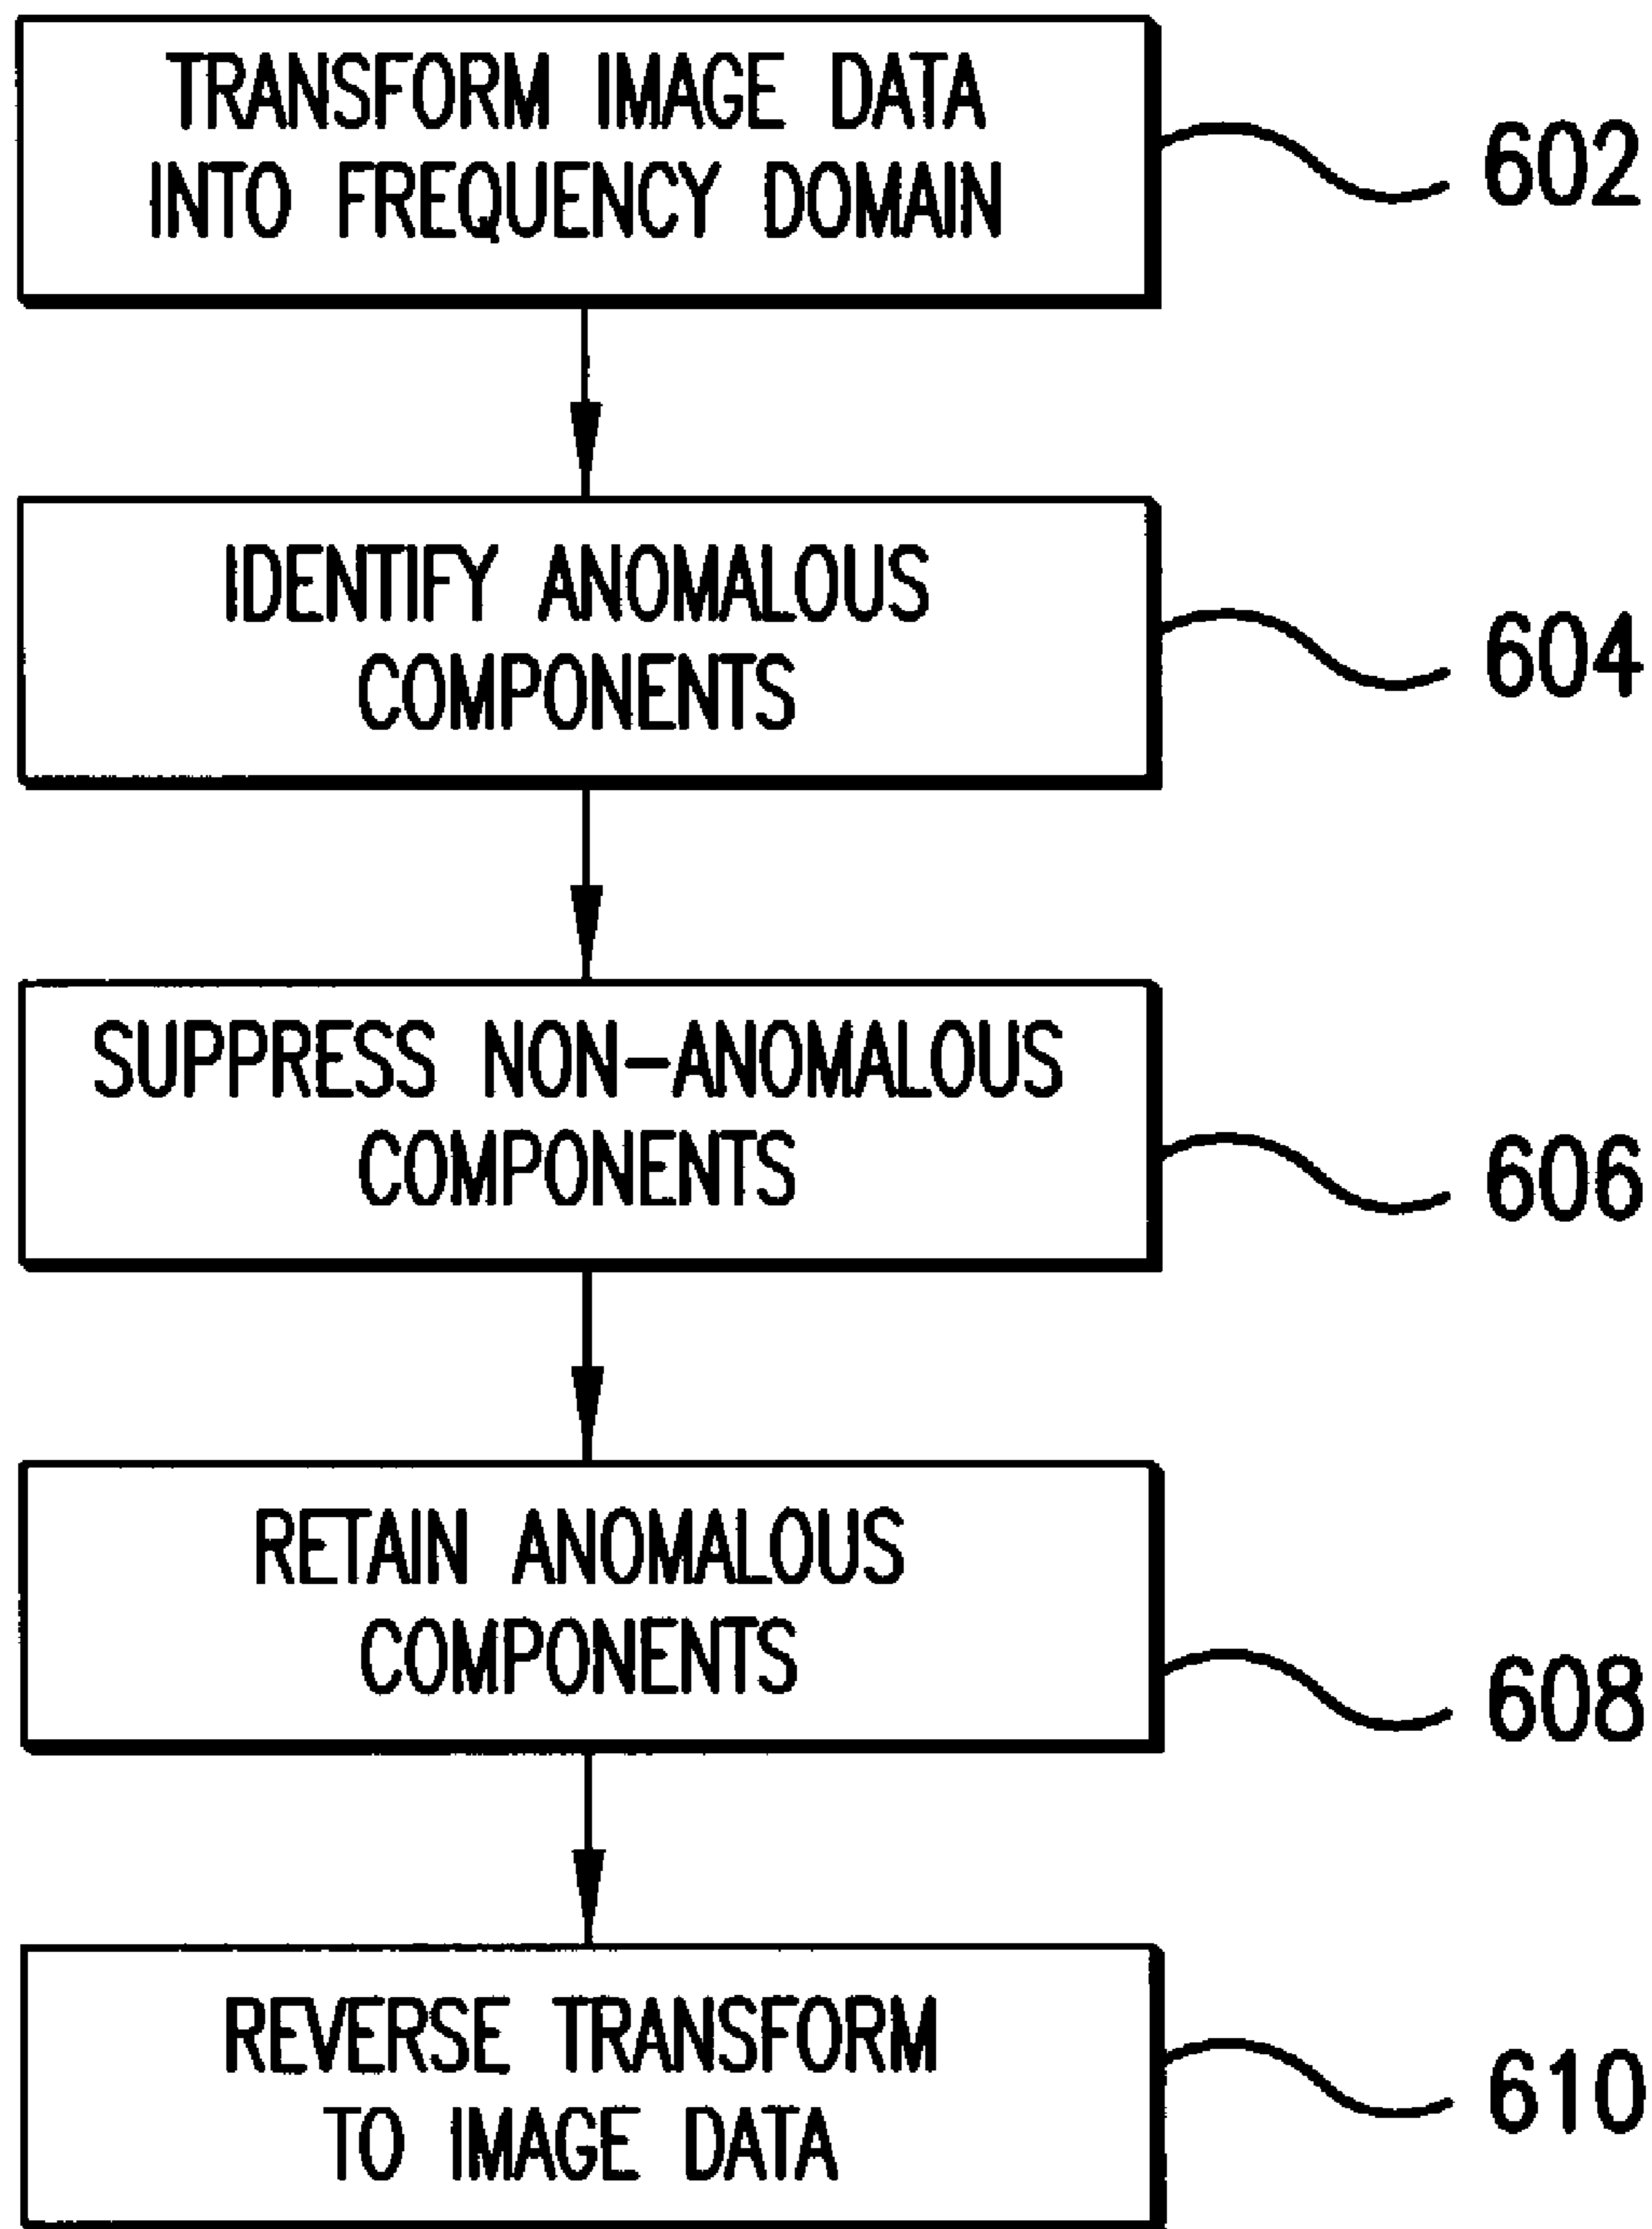 TRANSFORM IMAGE DATA
INTO FREQUENCY DOMAIN
602
IDENTIFY ANOMALOUS
COMPONENTS
604
SUPPRESS NON-ANOMALOUS
COMPONENTS
606
RETAIN ANOMALOUS
COMPONENTS
608
REVERSE TRANSFORM
TO IMAGE DATA
610